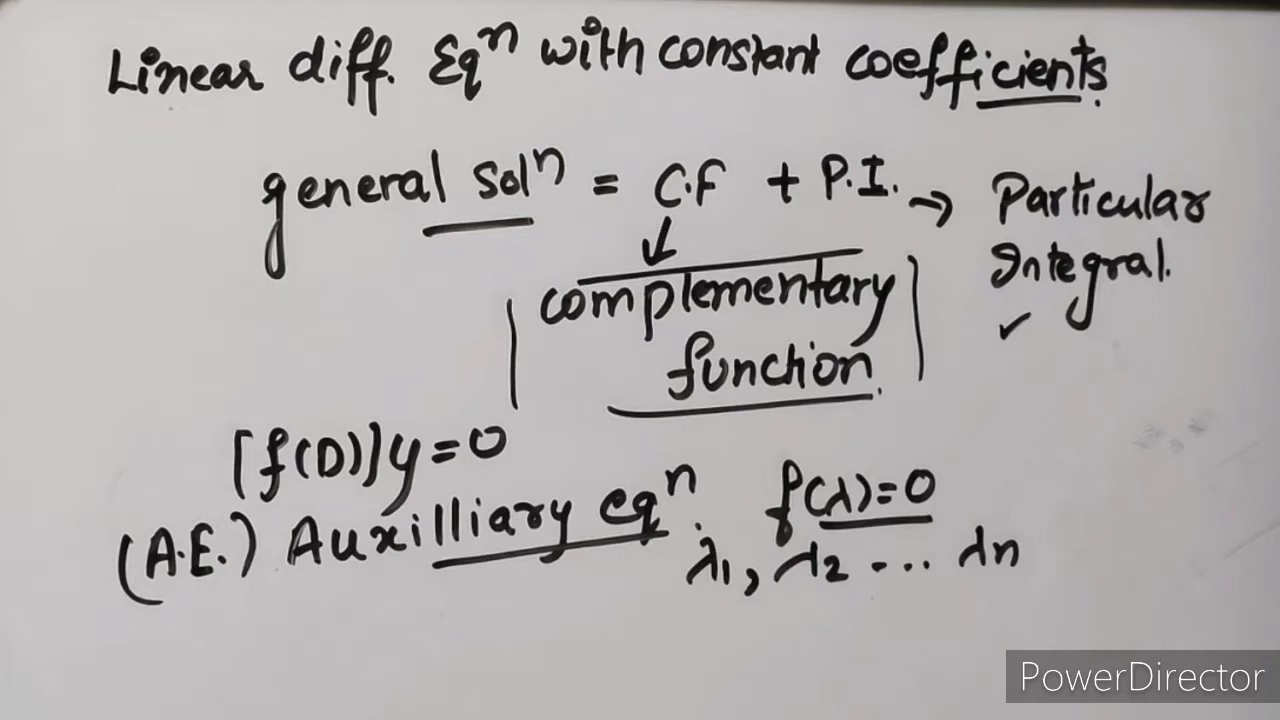 Linear diff. Eqⁿ with constant coefficients.
general solⁿ = C.F + P.I. → Particular
Integral.
↓
complementary
function.
[f(D)]y=0
(A.E.) Auxilliary eqⁿ. f(λ)=0
λ₁, λ₂ ... λn
PowerDirector